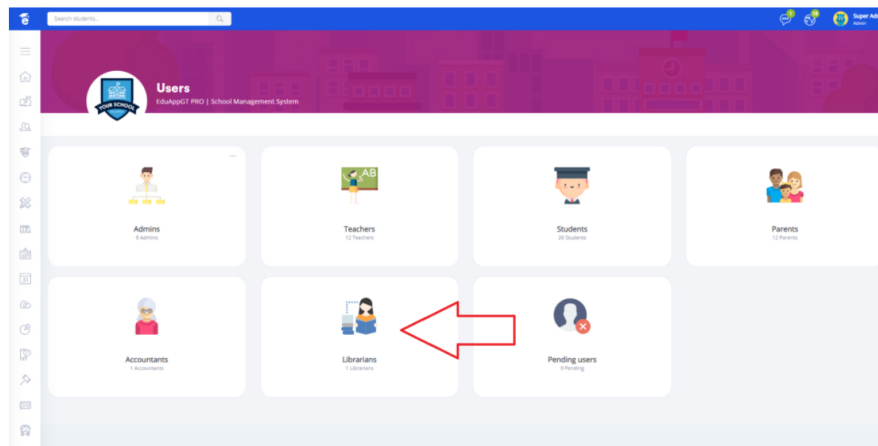 Search students...
Super Adm
Admin
YOUR SCHOOL
Users
EduAppGT PRO | School Management System
AB
Admins
6 Admins
Teachers
12 Teachers
Students
26 Students
Parents
12 Parents
Accountants
1 Accountants
Librarians
1 Librarians
Pending users
0 Pending